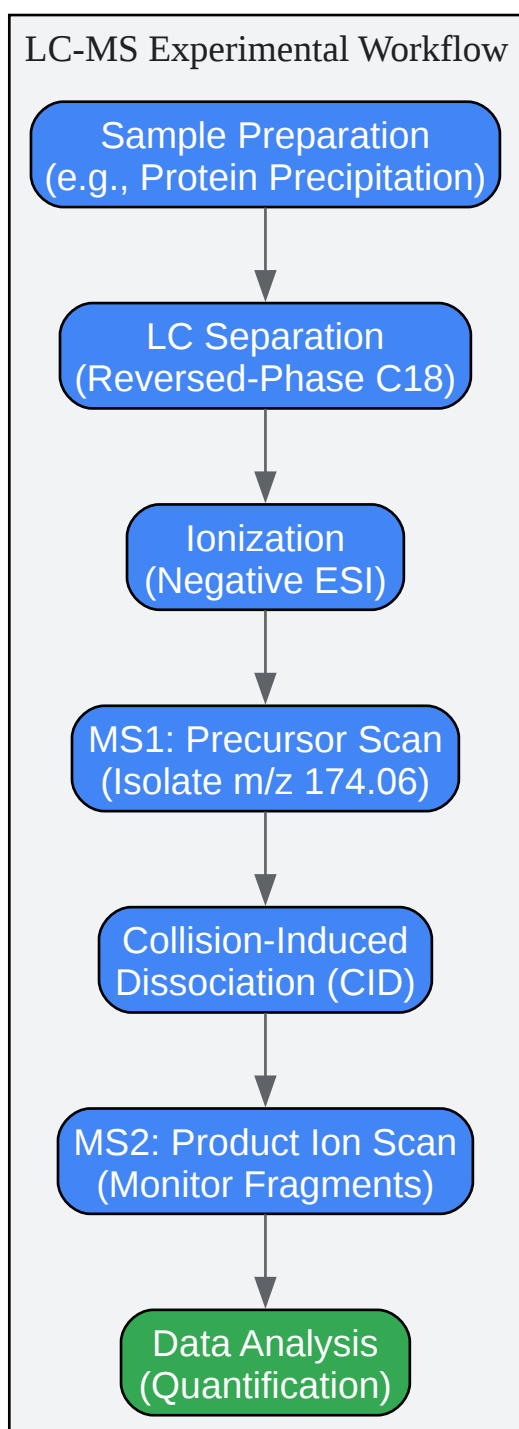 LC-MS Experimental Workflow
Sample Preparation
(e.g., Protein Precipitation)
LC Separation
(Reversed-Phase C18)
Ionization
(Negative ESI)
MS1: Precursor Scan
(Isolate m/z 174.06)
Collision-Induced
Dissociation (CID)
MS2: Product Ion Scan
(Monitor Fragments)
Data Analysis
(Quantification)